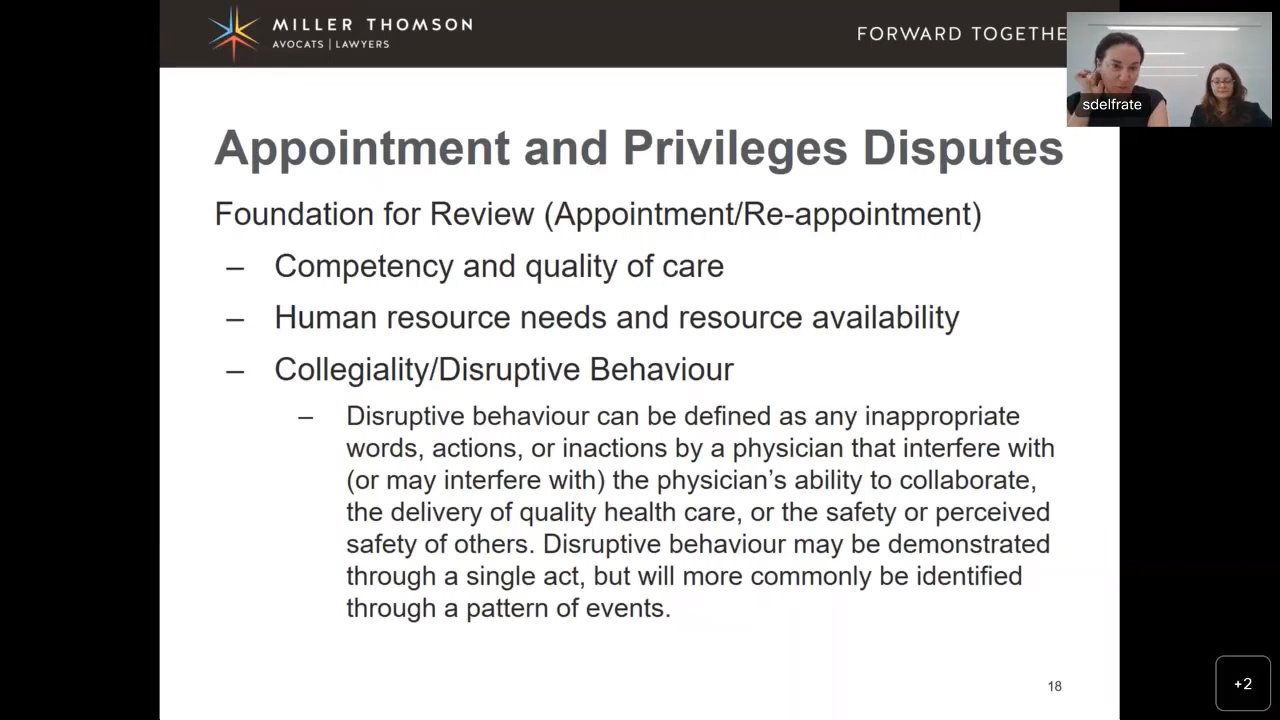 MILLER THOMSON
AVOCATS | LAWYERS
FORWARD TOGETHE
sdelfrate
Appointment and Privileges Disputes
Foundation for Review (Appointment/Re-appointment)
– Competency and quality of care
– Human resource needs and resource availability
– Collegiality/Disruptive Behaviour
– Disruptive behaviour can be defined as any inappropriate
words, actions, or inactions by a physician that interfere with
(or may interfere with) the physician’s ability to collaborate,
the delivery of quality health care, or the safety or perceived
safety of others. Disruptive behaviour may be demonstrated
through a single act, but will more commonly be identified
through a pattern of events.
18
+2